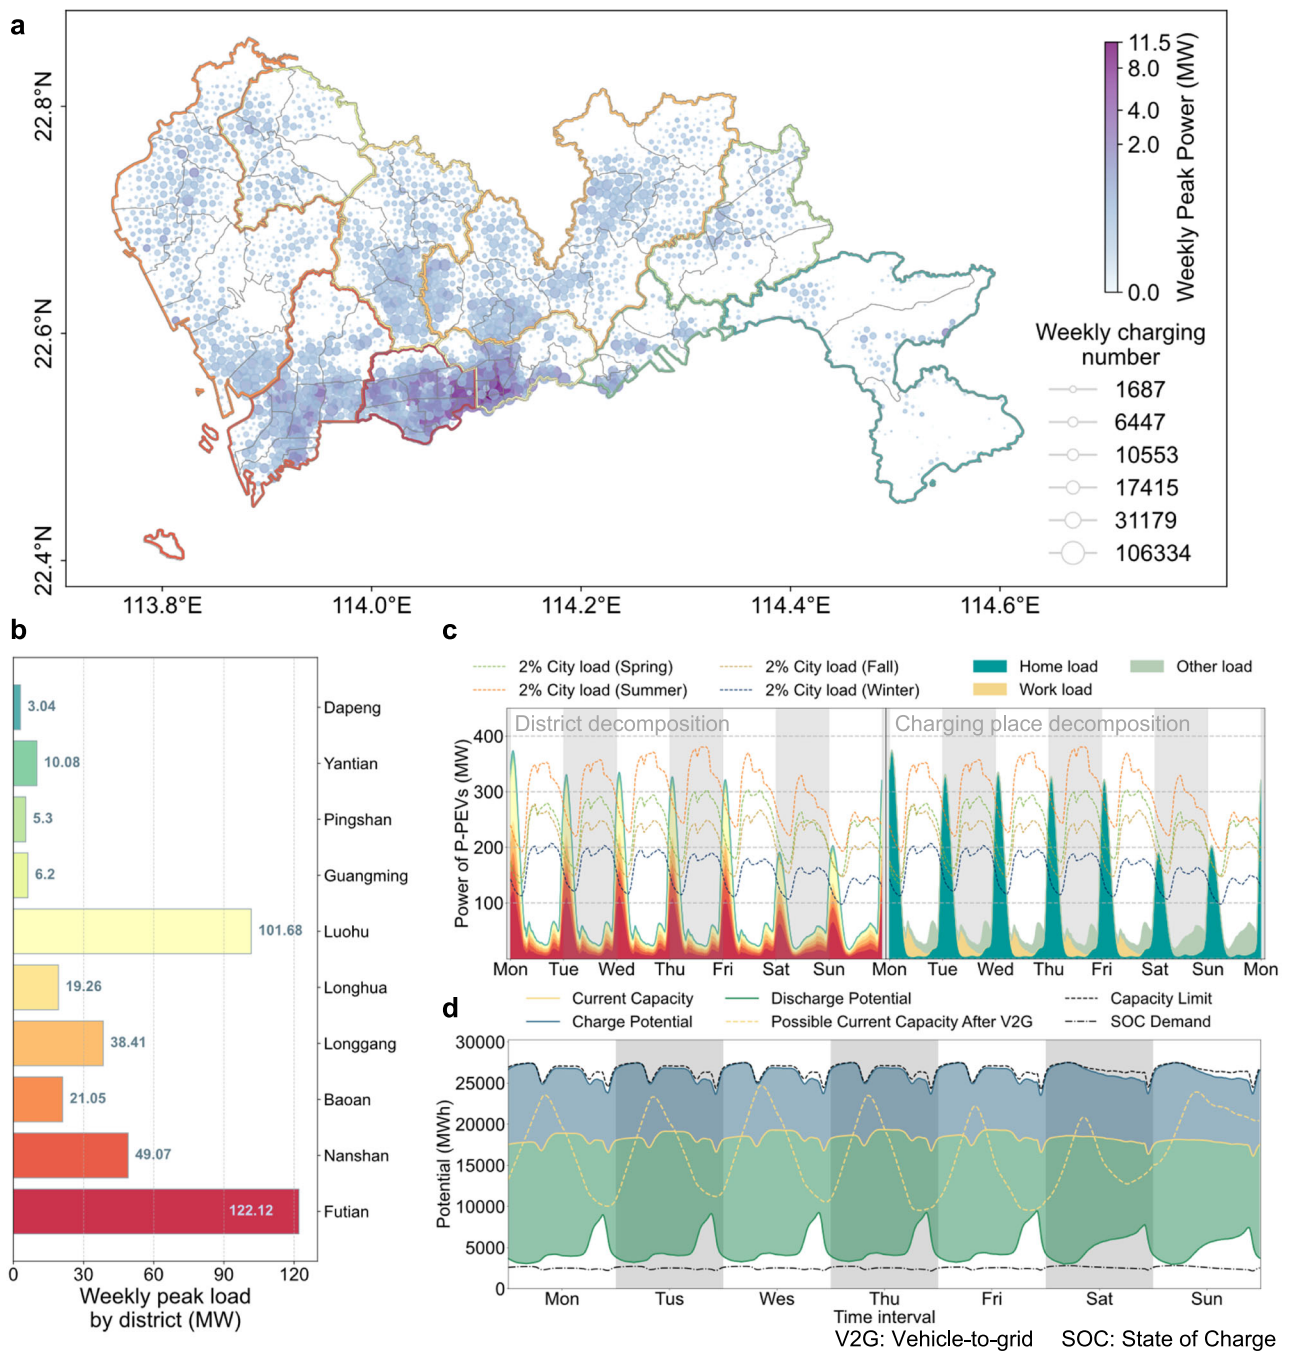 a
22.8°N
22.6°N
22.4°N
113.8°E
114.0°E
114.2°E
114.4°E
114.6°E
11.5
8.0
4.0
2.0
0.0
Weekly Peak Power (MW)
Weekly charging
number
1687
6447
10553
17415
31179
106334
b
3.04
Dapeng
10.08
Yantian
5.3
Pingshan
6.2
Guangming
101.68
Luohu
19.26
Longhua
38.41
Longgang
21.05
Baoan
49.07
Nanshan
122.12
Futian
0 30 60 90 120
Weekly peak load
by district (MW)
c
2% City load (Spring)
2% City load (Fall)
Home load
Other load
2% City load (Summer)
2% City load (Winter)
Work load
District decomposition
Charging place decomposition
Power of P-PEVs (MW)
400
300
200
100
Mon Tue Wed Thu Fri Sat Sun Mon Tue Wed Thu Fri Sat Sun Mon
d
Current Capacity
Discharge Potential
Capacity Limit
Charge Potential
Possible Current Capacity After V2G
SOC Demand
Potential (MWh)
30000
25000
20000
15000
10000
5000
0
Mon Tus Wes Thu Fri Sat Sun
Time interval
V2G: Vehicle-to-grid SOC: State of Charge